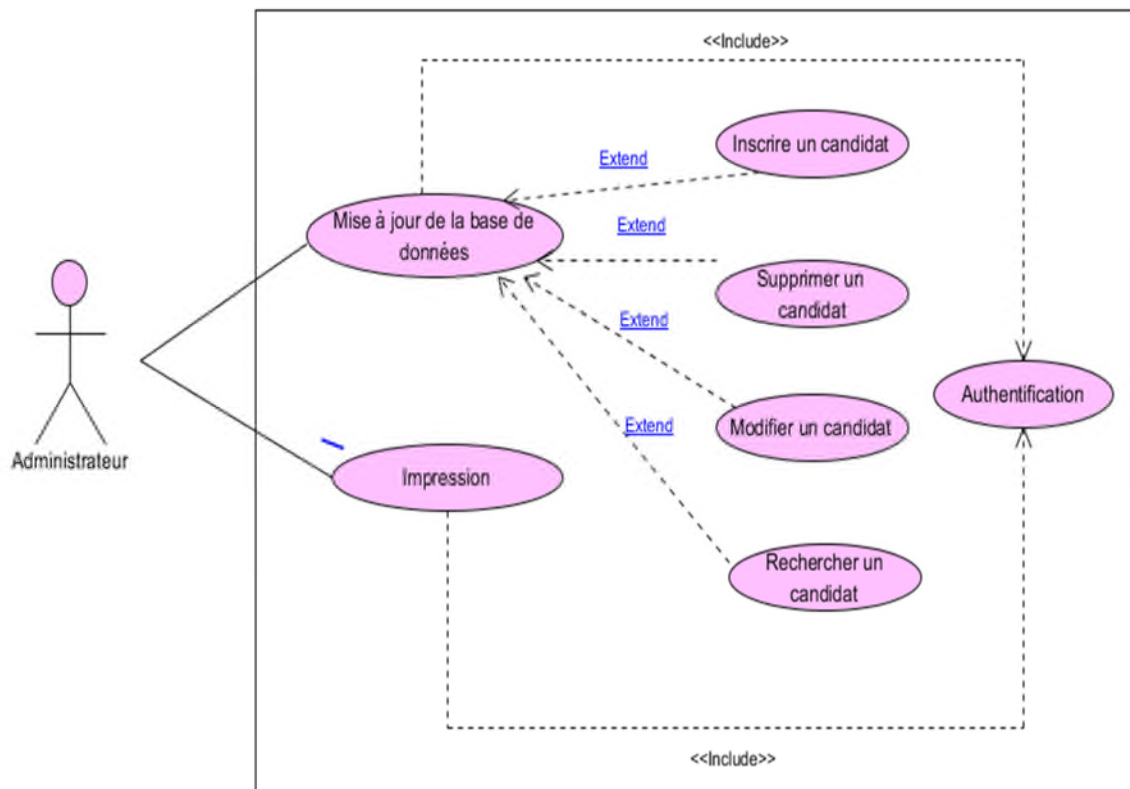 <<Include>>
Inscrire un candidat
Extend
Mise à jour de la base de
données
Extend
Supprimer un
candidat
Extend
Authentification
Modifier un candidat
Extend
Administrateur
Impression
Rechercher un
candidat
<<Include>>